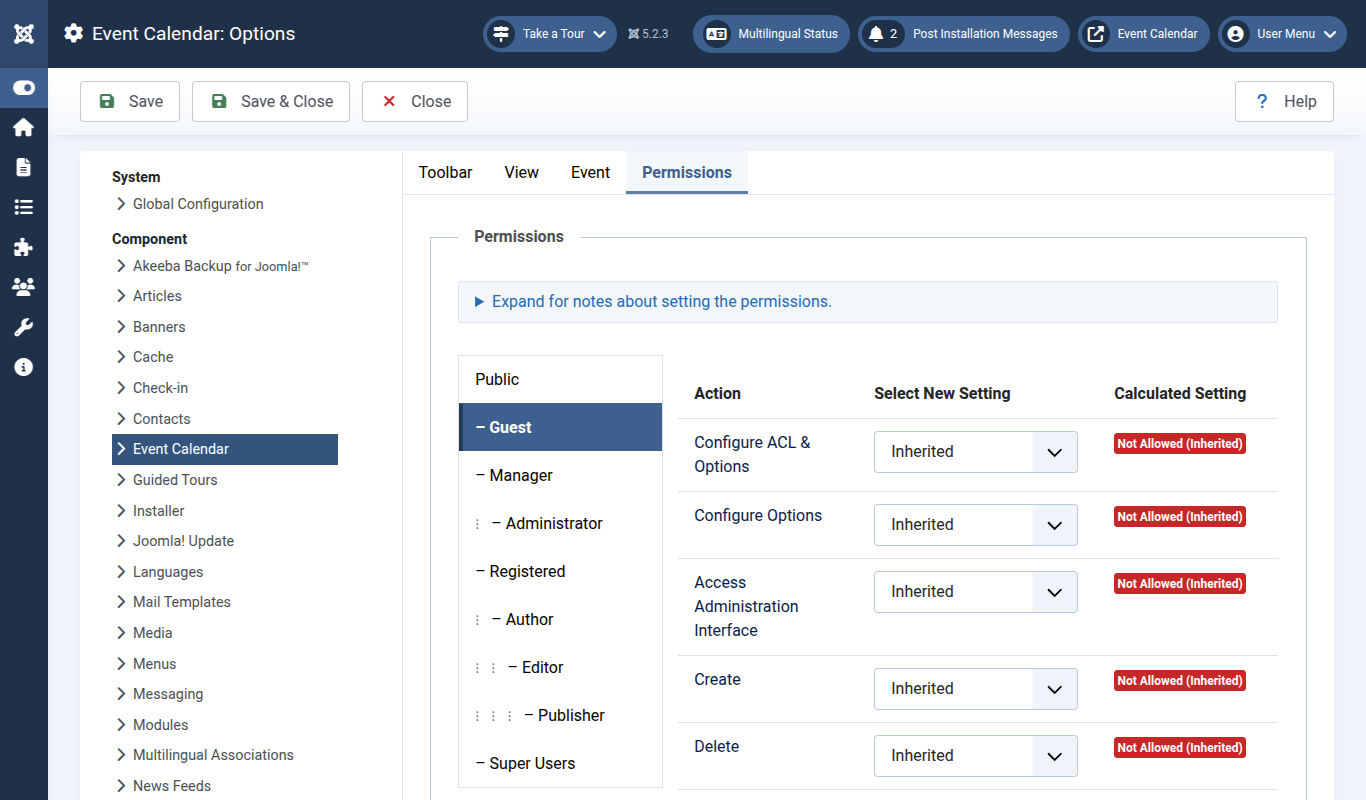 Event Calendar: Options
Take a Tour
5.2.3
Multilingual Status
2 Post Installation Messages
Event Calendar
User Menu
Save
Save & Close
Close
? Help
System
Global Configuration
Component
Akeeba Backup for Joomla!™
Articles
Banners
Cache
Check-in
Contacts
Event Calendar
Guided Tours
Installer
Joomla! Update
Languages
Mail Templates
Media
Menus
Messaging
Modules
Multilingual Associations
News Feeds
Toolbar
View
Event
Permissions
Permissions
Expand for notes about setting the permissions.
Public
– Guest
– Manager
⋮ – Administrator
– Registered
⋮ – Author
⋮ ⋮ – Editor
⋮ ⋮ ⋮ – Publisher
– Super Users
Action
Select New Setting
Calculated Setting
Configure ACL &
Options
Inherited
Not Allowed (Inherited)
Configure Options
Inherited
Not Allowed (Inherited)
Access
Administration
Interface
Inherited
Not Allowed (Inherited)
Create
Inherited
Not Allowed (Inherited)
Delete
Inherited
Not Allowed (Inherited)